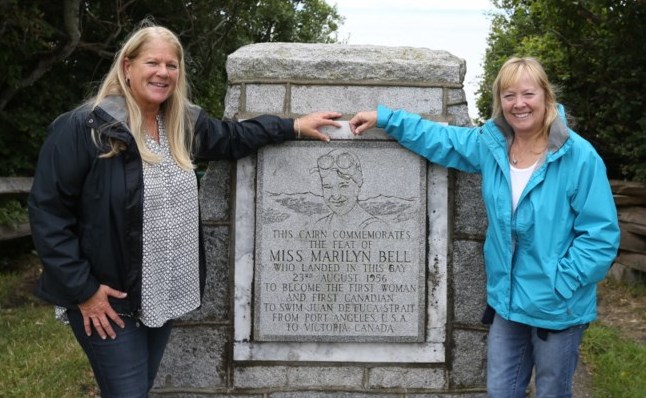 THIS CAIRN COMMEMORATES
THE FEAT OF
MISS MARILYN BELL
WHO LANDED IN THIS BAY
23RD AUGUST 1956
TO BECOME THE FIRST WOMAN
AND FIRST CANADIAN
TO SWIM JUAN DE FUCA STRAIT
FROM PORT ANGELES, U.S.A.
TO VICTORIA CANADA.